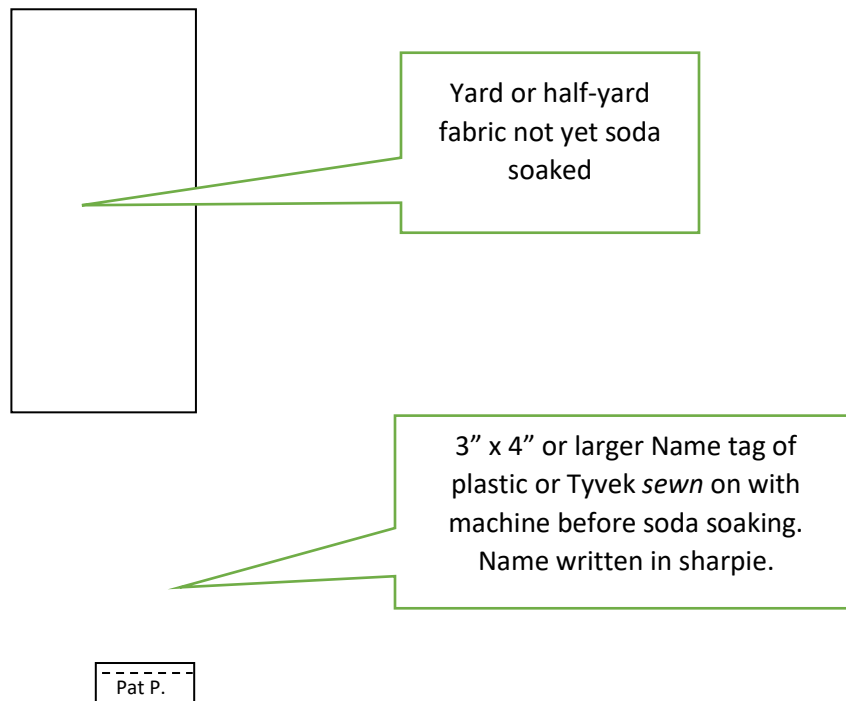 Yard or half-yard
fabric not yet soda
soaked
3” x 4” or larger Name tag of
plastic or Tyvek sewn on with
machine before soda soaking.
Name written in sharpie.
Pat P.